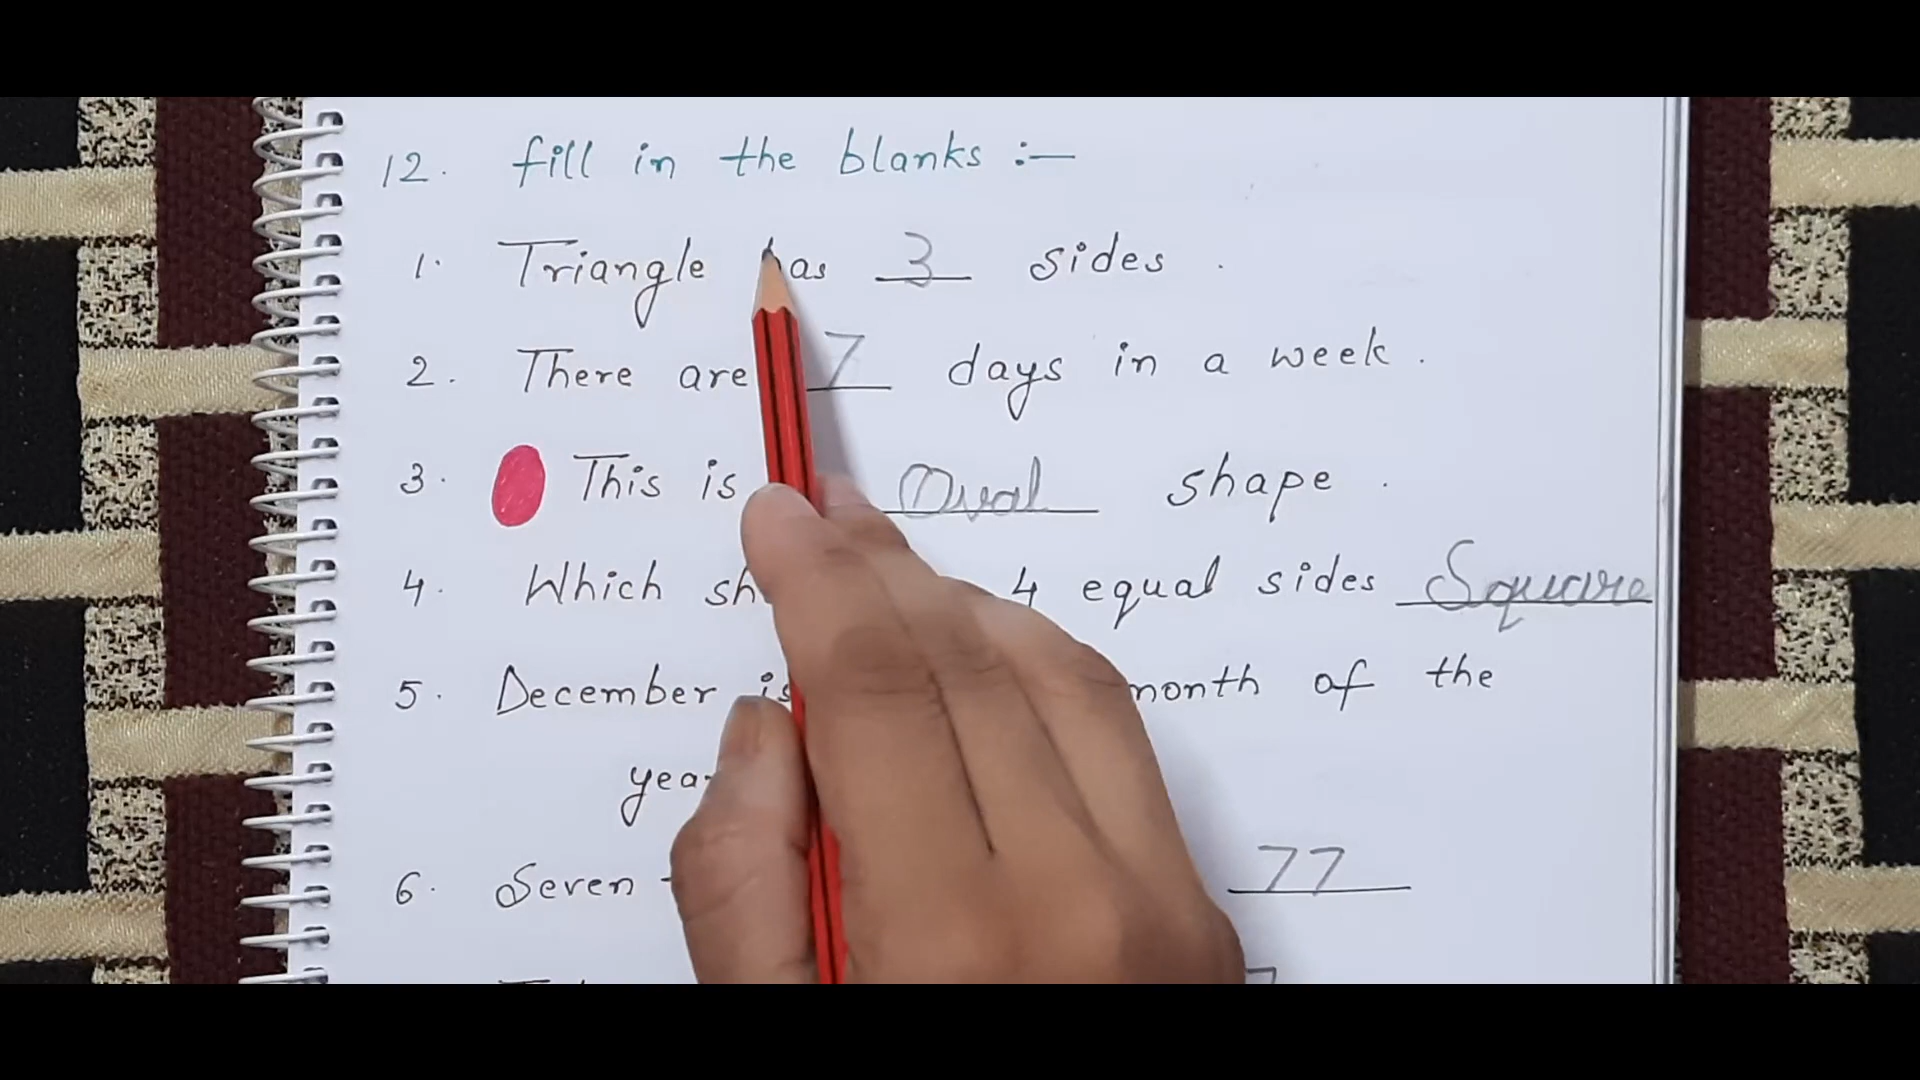 12. fill in the blanks :—
1. Triangle has 3 sides .
2. There are 7 days in a week .
3. This is Oval shape .
4. Which 4 equal sides Square
5. December is month of the
6. Seven 77